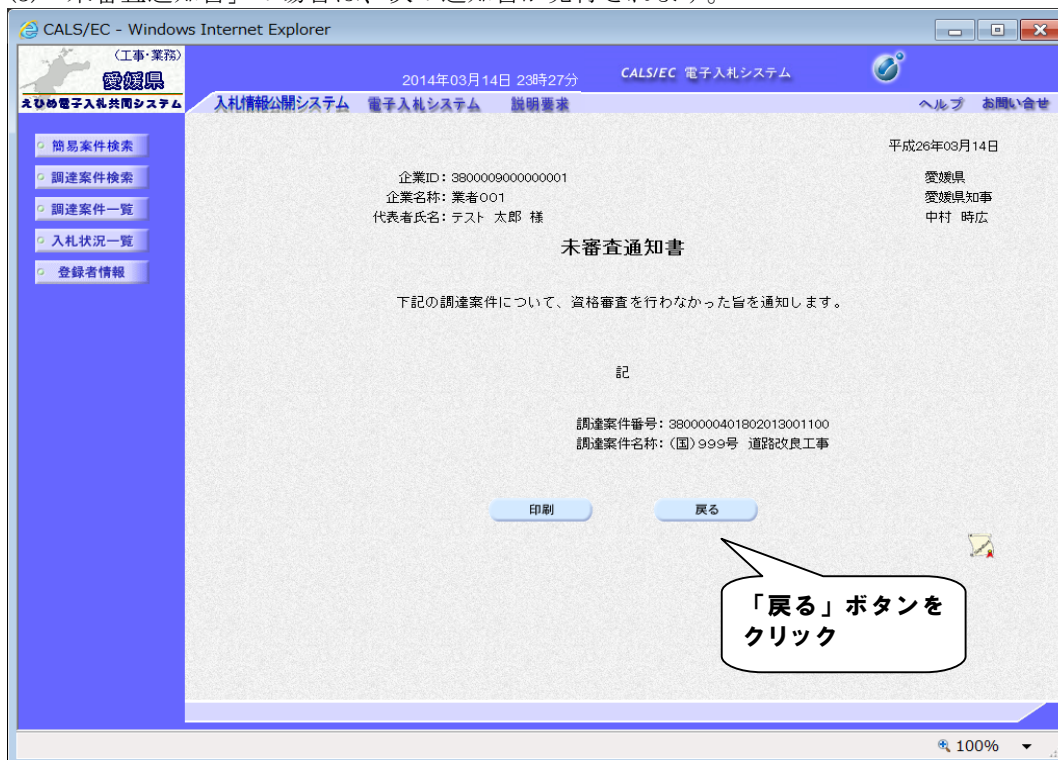 CALS/EC - Windows Internet Explorer
(工事・業務)
愛媛県
えひめ電子入札共同システム
2014年03月14日 23時27分
CALS/EC 電子入札システム
入札情報公開システム 電子入札システム 説明要求
ヘルプ お問い合せ
簡易案件検索
調達案件検索
調達案件一覧
入札状況一覧
登録者情報
平成26年03月14日
企業ID：3800009000000001
企業名称：業者001
代表者氏名：テスト 太郎 様
愛媛県
愛媛県知事
中村 時広
未審査通知書
下記の調達案件について、資格審査を行わなかった旨を通知します。
記
調達案件番号：3800000401802013001100
調達案件名称：(国)999号 道路改良工事
印刷 戻る
「戻る」ボタンを
クリック
100%